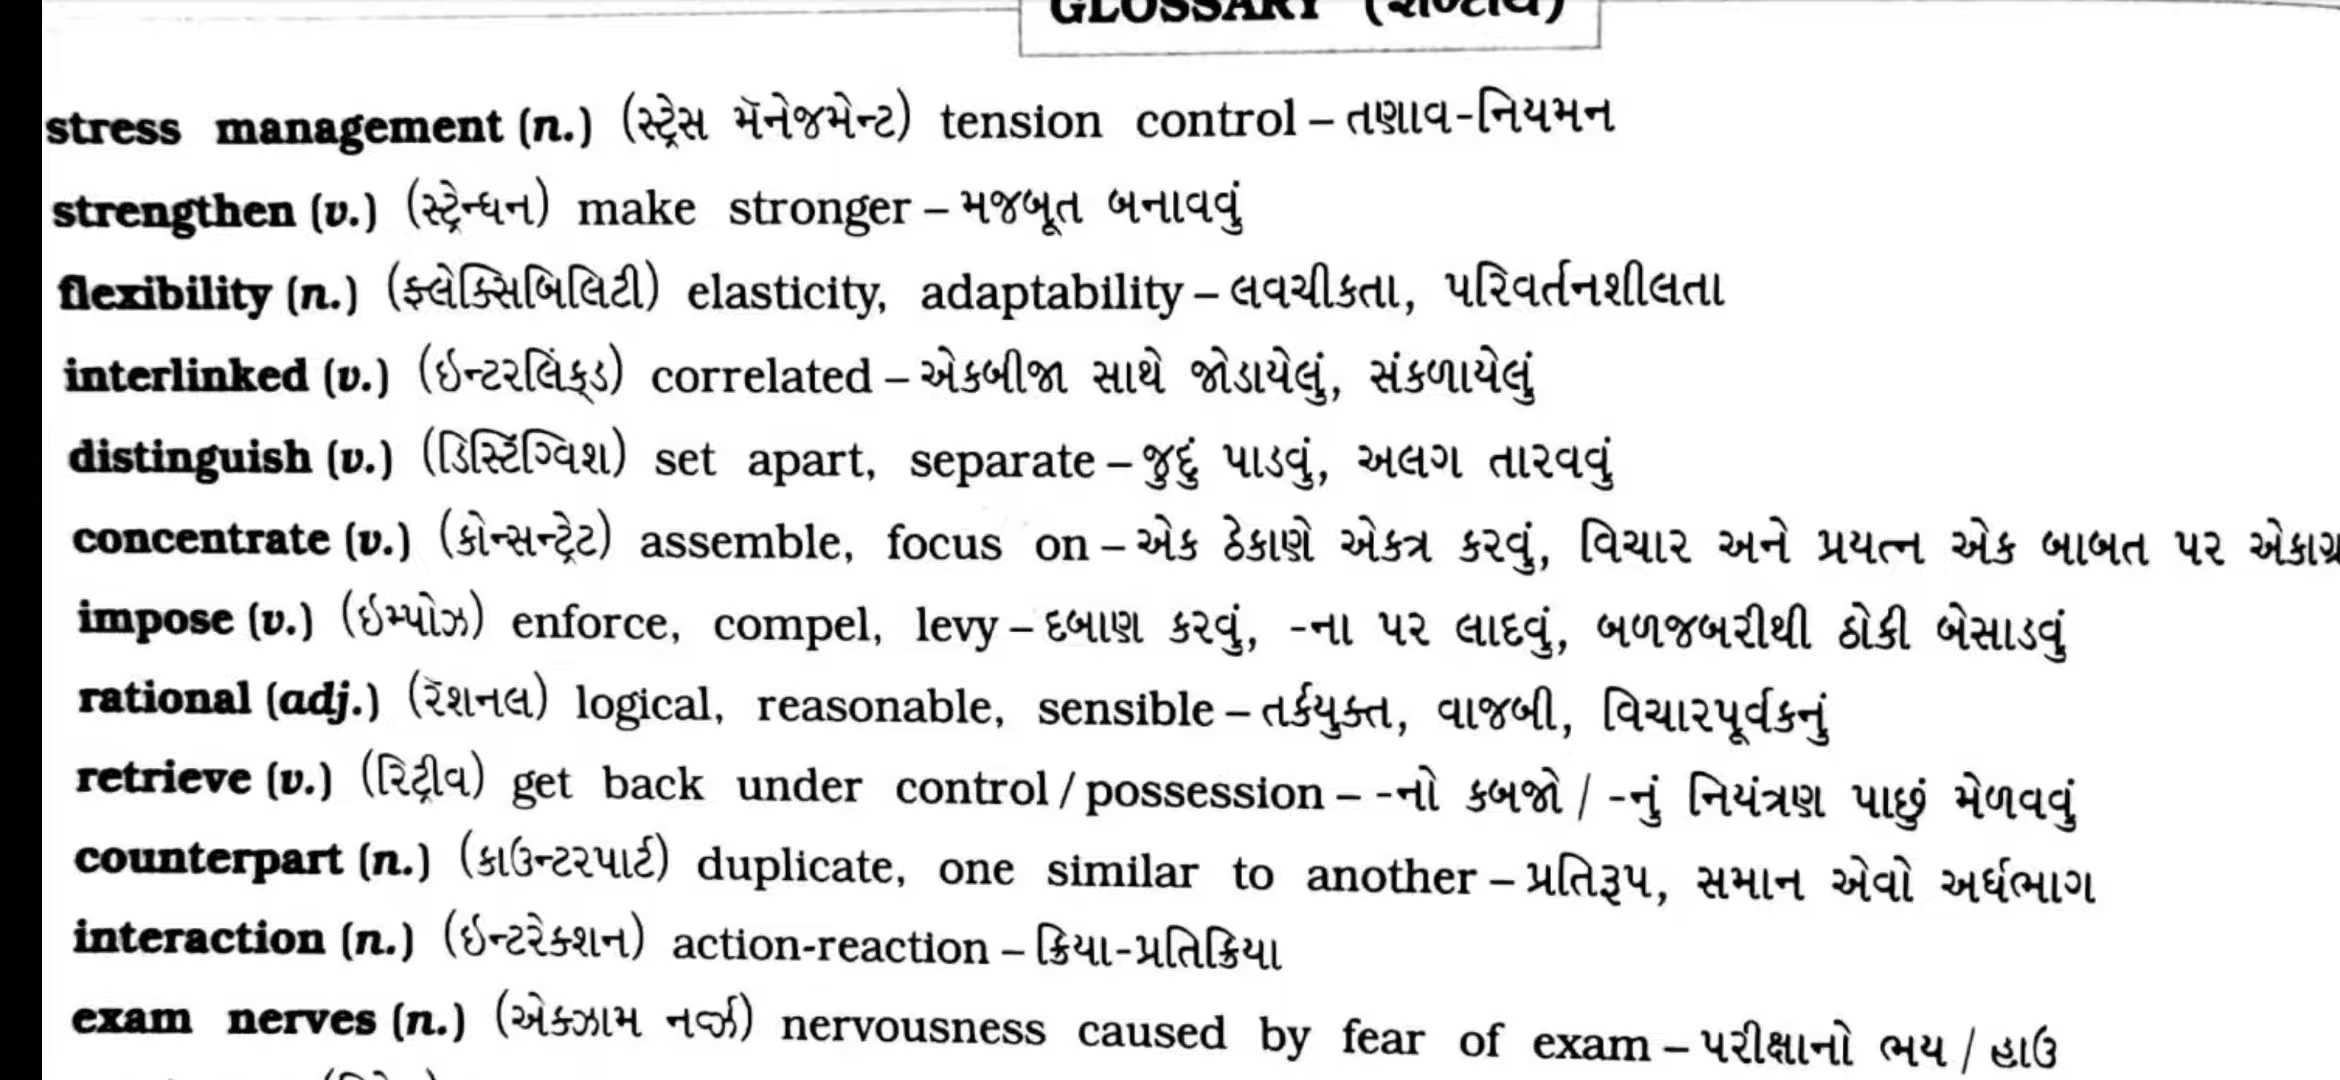 GLOSSARY (શબ્દાર્થ)
stress management (n.) (સ્ટ્રેસ મૅનેજમેન્ટ) tension control – તણાવ-નિયમન
strengthen (v.) (સ્ટ્રેન્ધન) make stronger – મજબૂત બનાવવું
flexibility (n.) (ફ્લેક્સિબિલિટી) elasticity, adaptability – લવચીકતા, પરિવર્તનશીલતા
interlinked (v.) (ઇન્ટરલિંક્ડ) correlated – એકબીજા સાથે જોડાયેલું, સંકળાયેલું
distinguish (v.) (ડિસ્ટિંગ્વિશ) set apart, separate – જુદું પાડવું, અલગ તારવવું
concentrate (v.) (કોન્સન્ટ્રેટ) assemble, focus on – એક ઠેકાણે એકત્ર કરવું, વિચાર અને પ્રયત્ન એક બાબત પર એકાગ્ર
impose (v.) (ઇમ્પોઝ) enforce, compel, levy – દબાણ કરવું, -ના પર લાદવું, બળજબરીથી ઠોકી બેસાડવું
rational (adj.) (રૅશનલ) logical, reasonable, sensible – તર્કયુક્ત, વાજબી, વિચારપૂર્વકનું
retrieve (v.) (રિટ્રીવ) get back under control / possession – -નો કબજો / -નું નિયંત્રણ પાછું મેળવવું
counterpart (n.) (કાઉન્ટરપાર્ટ) duplicate, one similar to another – પ્રતિરૂપ, સમાન એવો અર્ધભાગ
interaction (n.) (ઇન્ટરેક્શન) action-reaction – ક્રિયા-પ્રતિક્રિયા
exam nerves (n.) (એક્ઝામ નર્વ્ઝ) nervousness caused by fear of exam – પરીક્ષાનો ભય / હાઉ